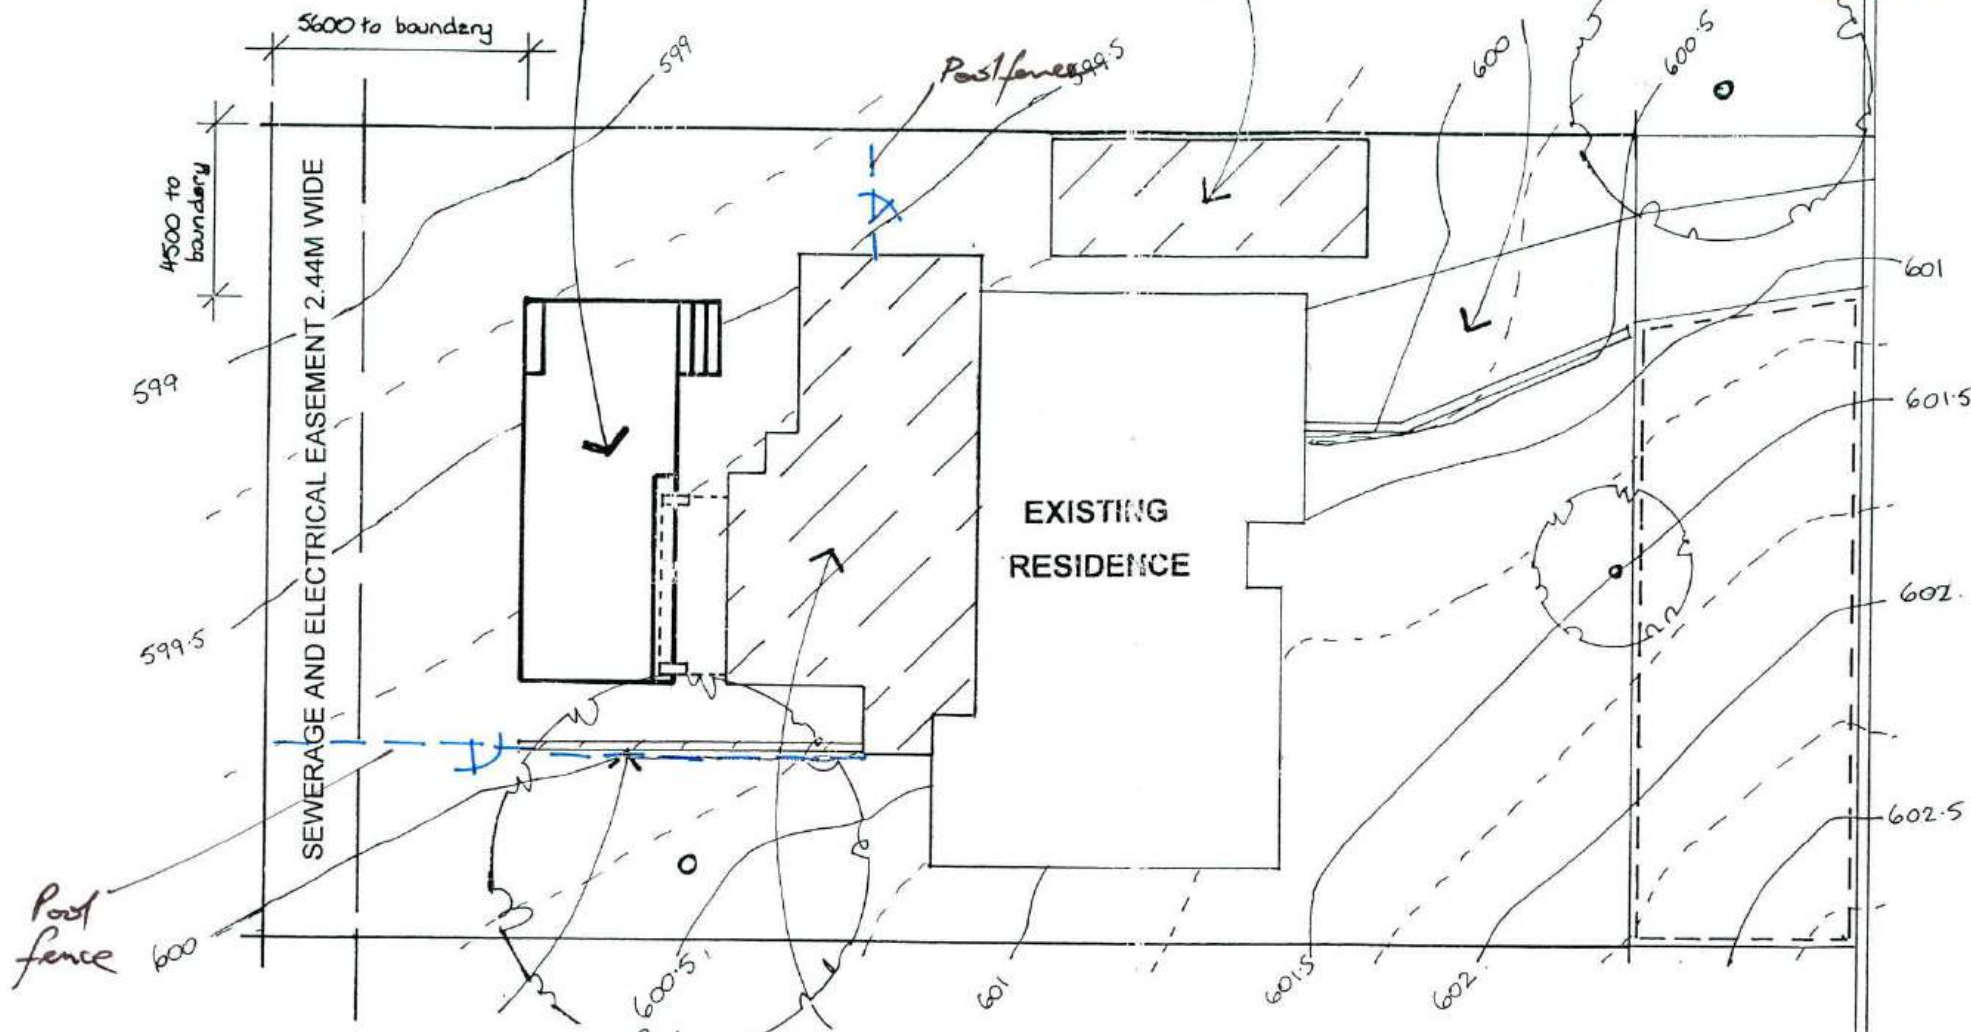 5600 to boundary
599
Pool fence
599.5
600
600.5
4500 to
boundary
SEWERAGE AND ELECTRICAL EASEMENT 2.44M WIDE
601
599
601.5
EXISTING
RESIDENCE
602.
599.5
602.5
Pool
fence
600
600.5
601
601.5
602